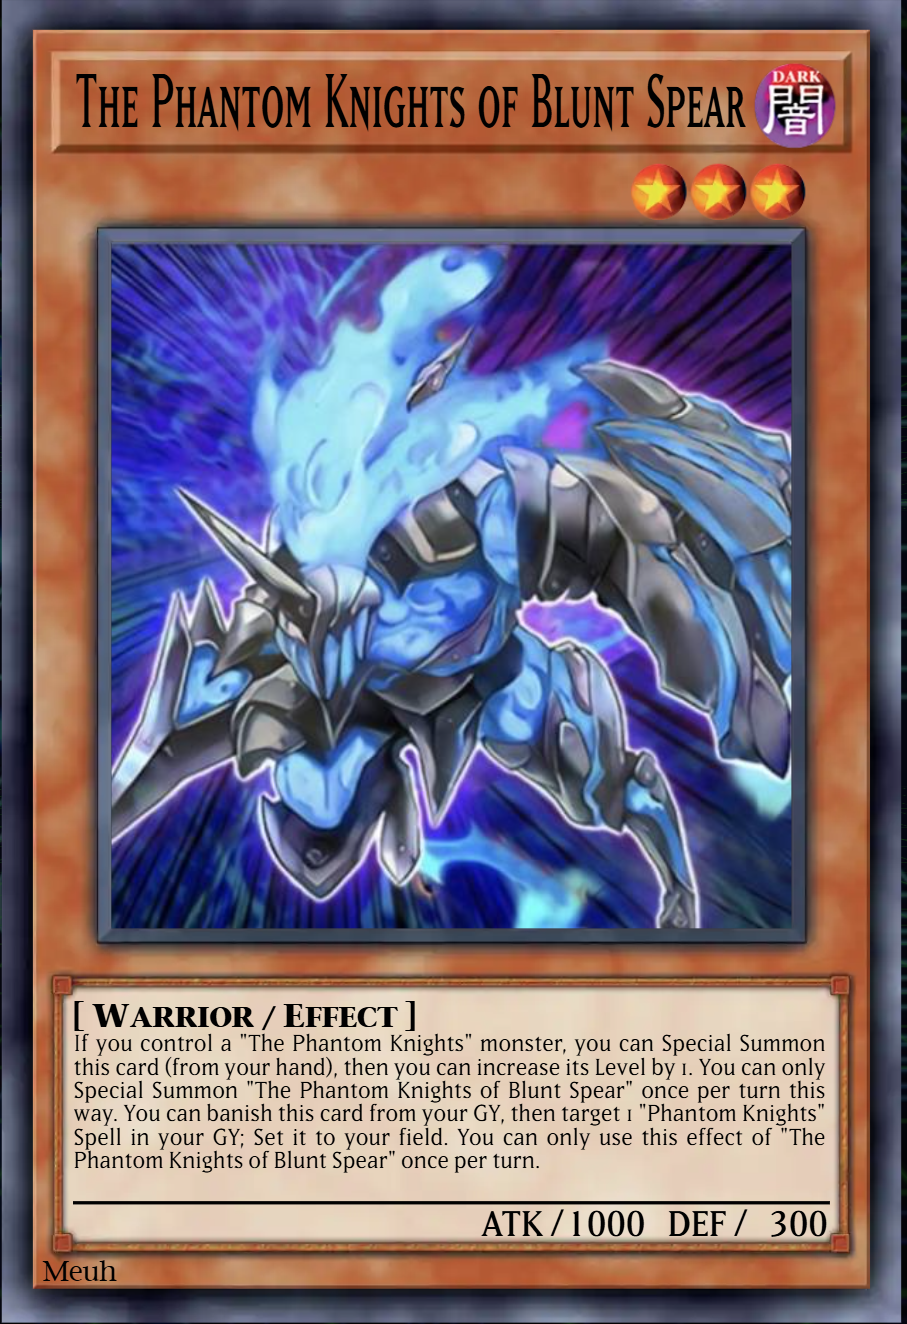 The Phantom Knights of Blunt Spear
DARK
闇
[ Warrior / Effect ]
If you control a "The Phantom Knights" monster, you can Special Summon
this card (from your hand), then you can increase its Level by 1. You can only
Special Summon "The Phantom Knights of Blunt Spear" once per turn this
way. You can banish this card from your GY, then target 1 "Phantom Knights"
Spell in your GY; Set it to your field. You can only use this effect of "The
Phantom Knights of Blunt Spear" once per turn.
ATK / 1000 DEF / 300
Meuh